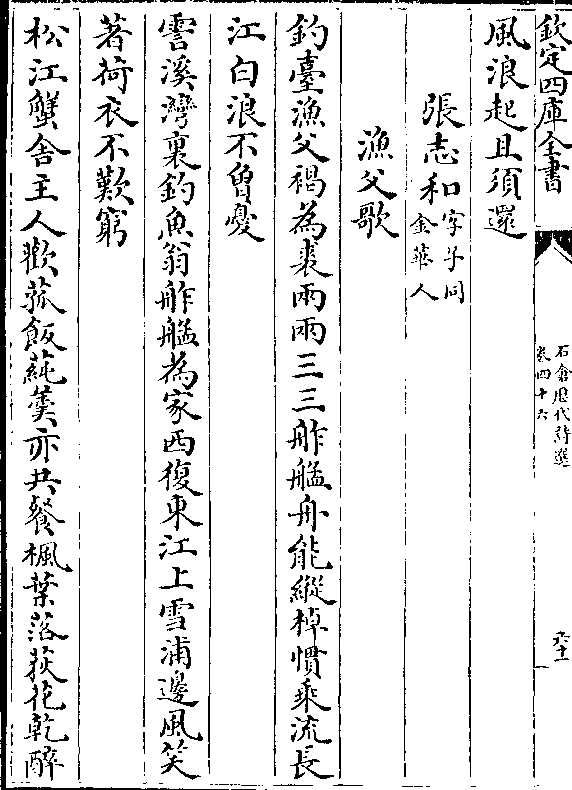 欽定四庫全書
石倉歷代詩選
卷四十六
六十一
風浪起且須還
張志和字子同金華人
漁父歌
釣臺漁父褐為裘兩兩三三舴艋舟能縱棹慣乘流長
江白浪不曾憂
霅溪灣裏釣魚翁舴艋為家西復東江上雪浦邊風笑
著荷衣不歎窮
松江蟹舍主人歡菰飯蓴羹亦共餐楓葉落荻花乾醉